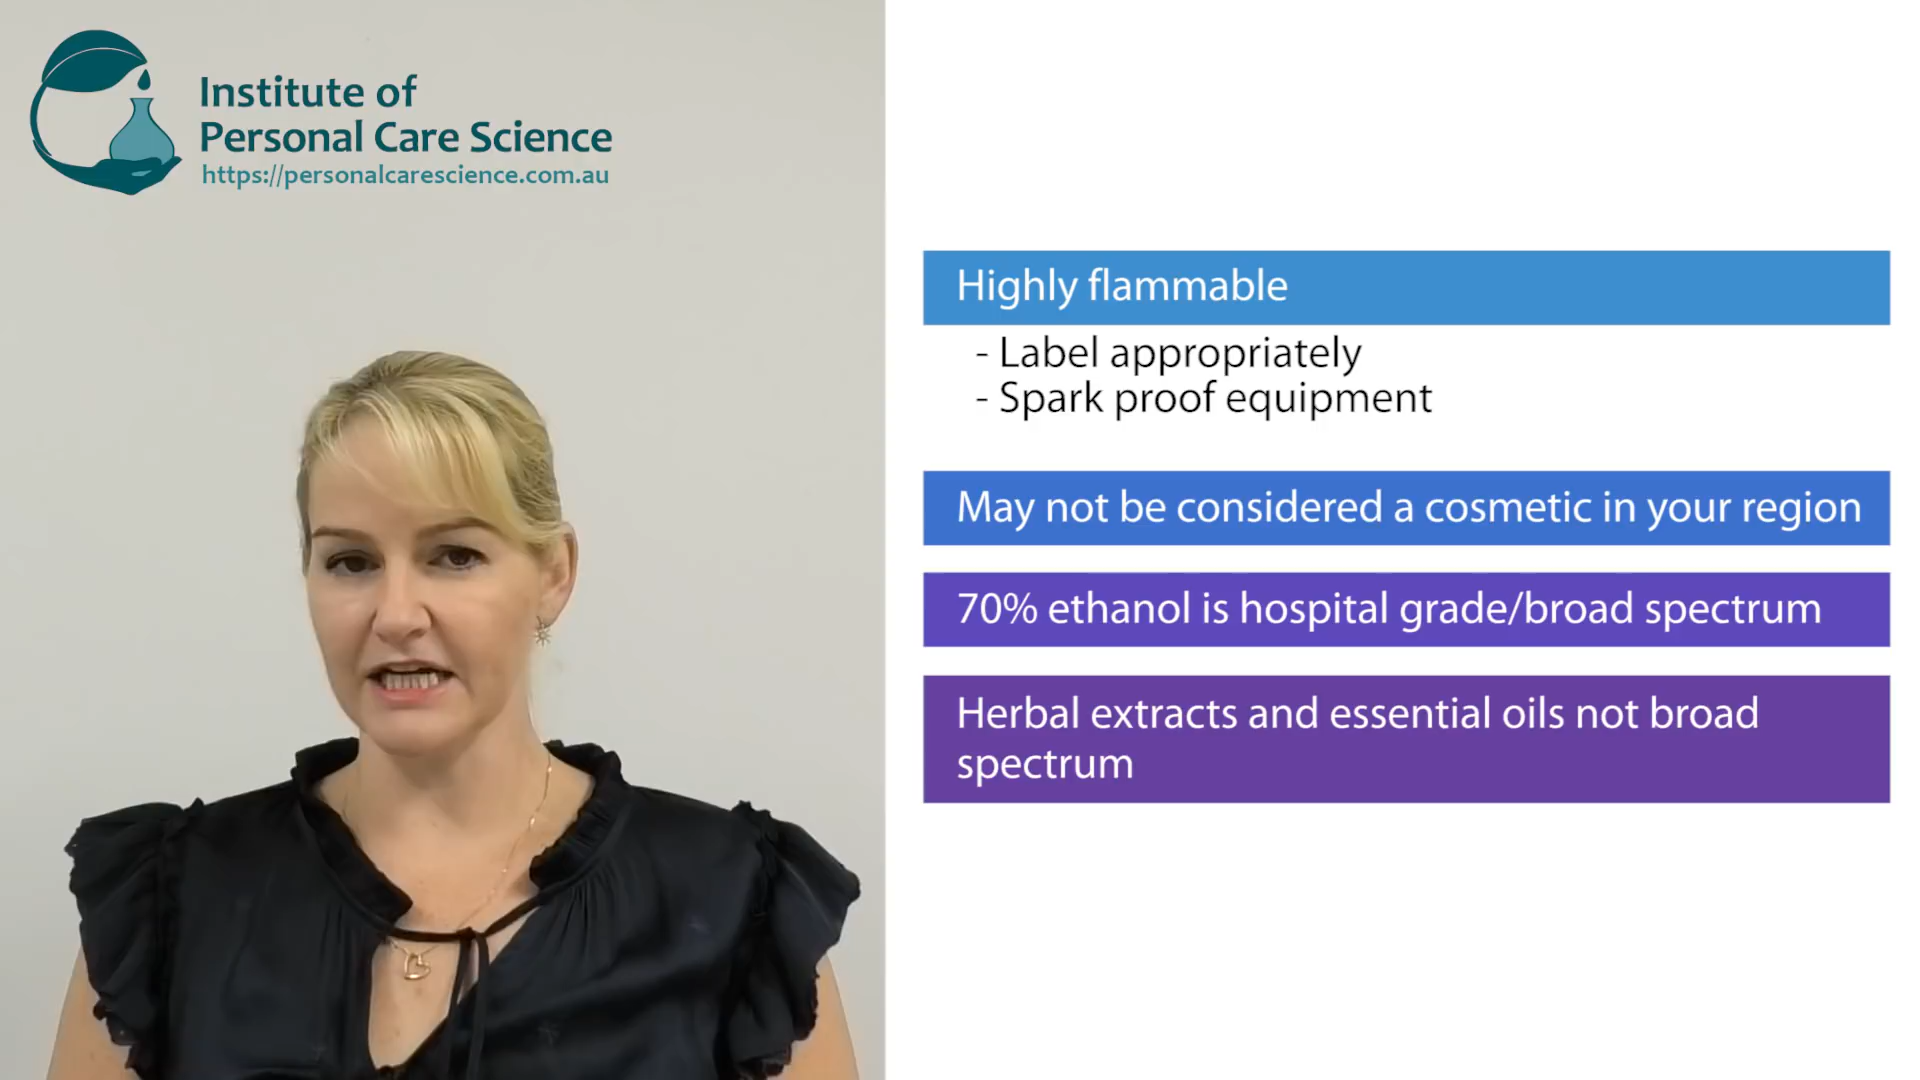 Institute of
Personal Care Science
https://personalcarescience.com.au
Highly flammable
- Label appropriately
- Spark proof equipment
May not be considered a cosmetic in your region
70% ethanol is hospital grade/broad spectrum
Herbal extracts and essential oils not broad
spectrum